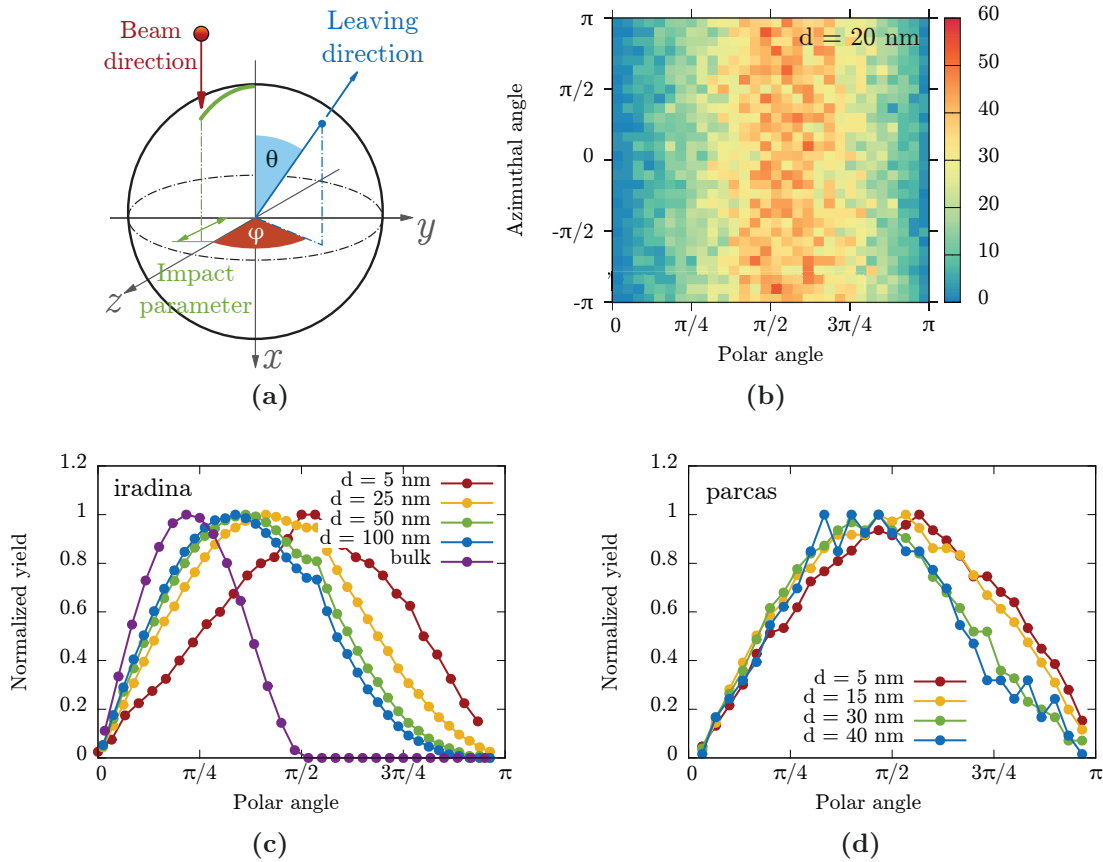 Beam
direction
Leaving
direction
θ
φ
y
Impact
parameter
z
x
(a)
d = 20 nm
Azimuthal angle
π
π/2
0
-π/2
-π
0
π/4
π/2
3π/4
π
Polar angle
60
50
40
30
20
10
0
(b)
iradina
Normalized yield
1.2
1
0.8
0.6
0.4
0.2
0
d = 5 nm
d = 25 nm
d = 50 nm
d = 100 nm
bulk
0
π/4
π/2
3π/4
π
Polar angle
(c)
parcas
Normalized yield
1.2
1
0.8
0.6
0.4
0.2
0
d = 5 nm
d = 15 nm
d = 30 nm
d = 40 nm
0
π/4
π/2
3π/4
π
Polar angle
(d)